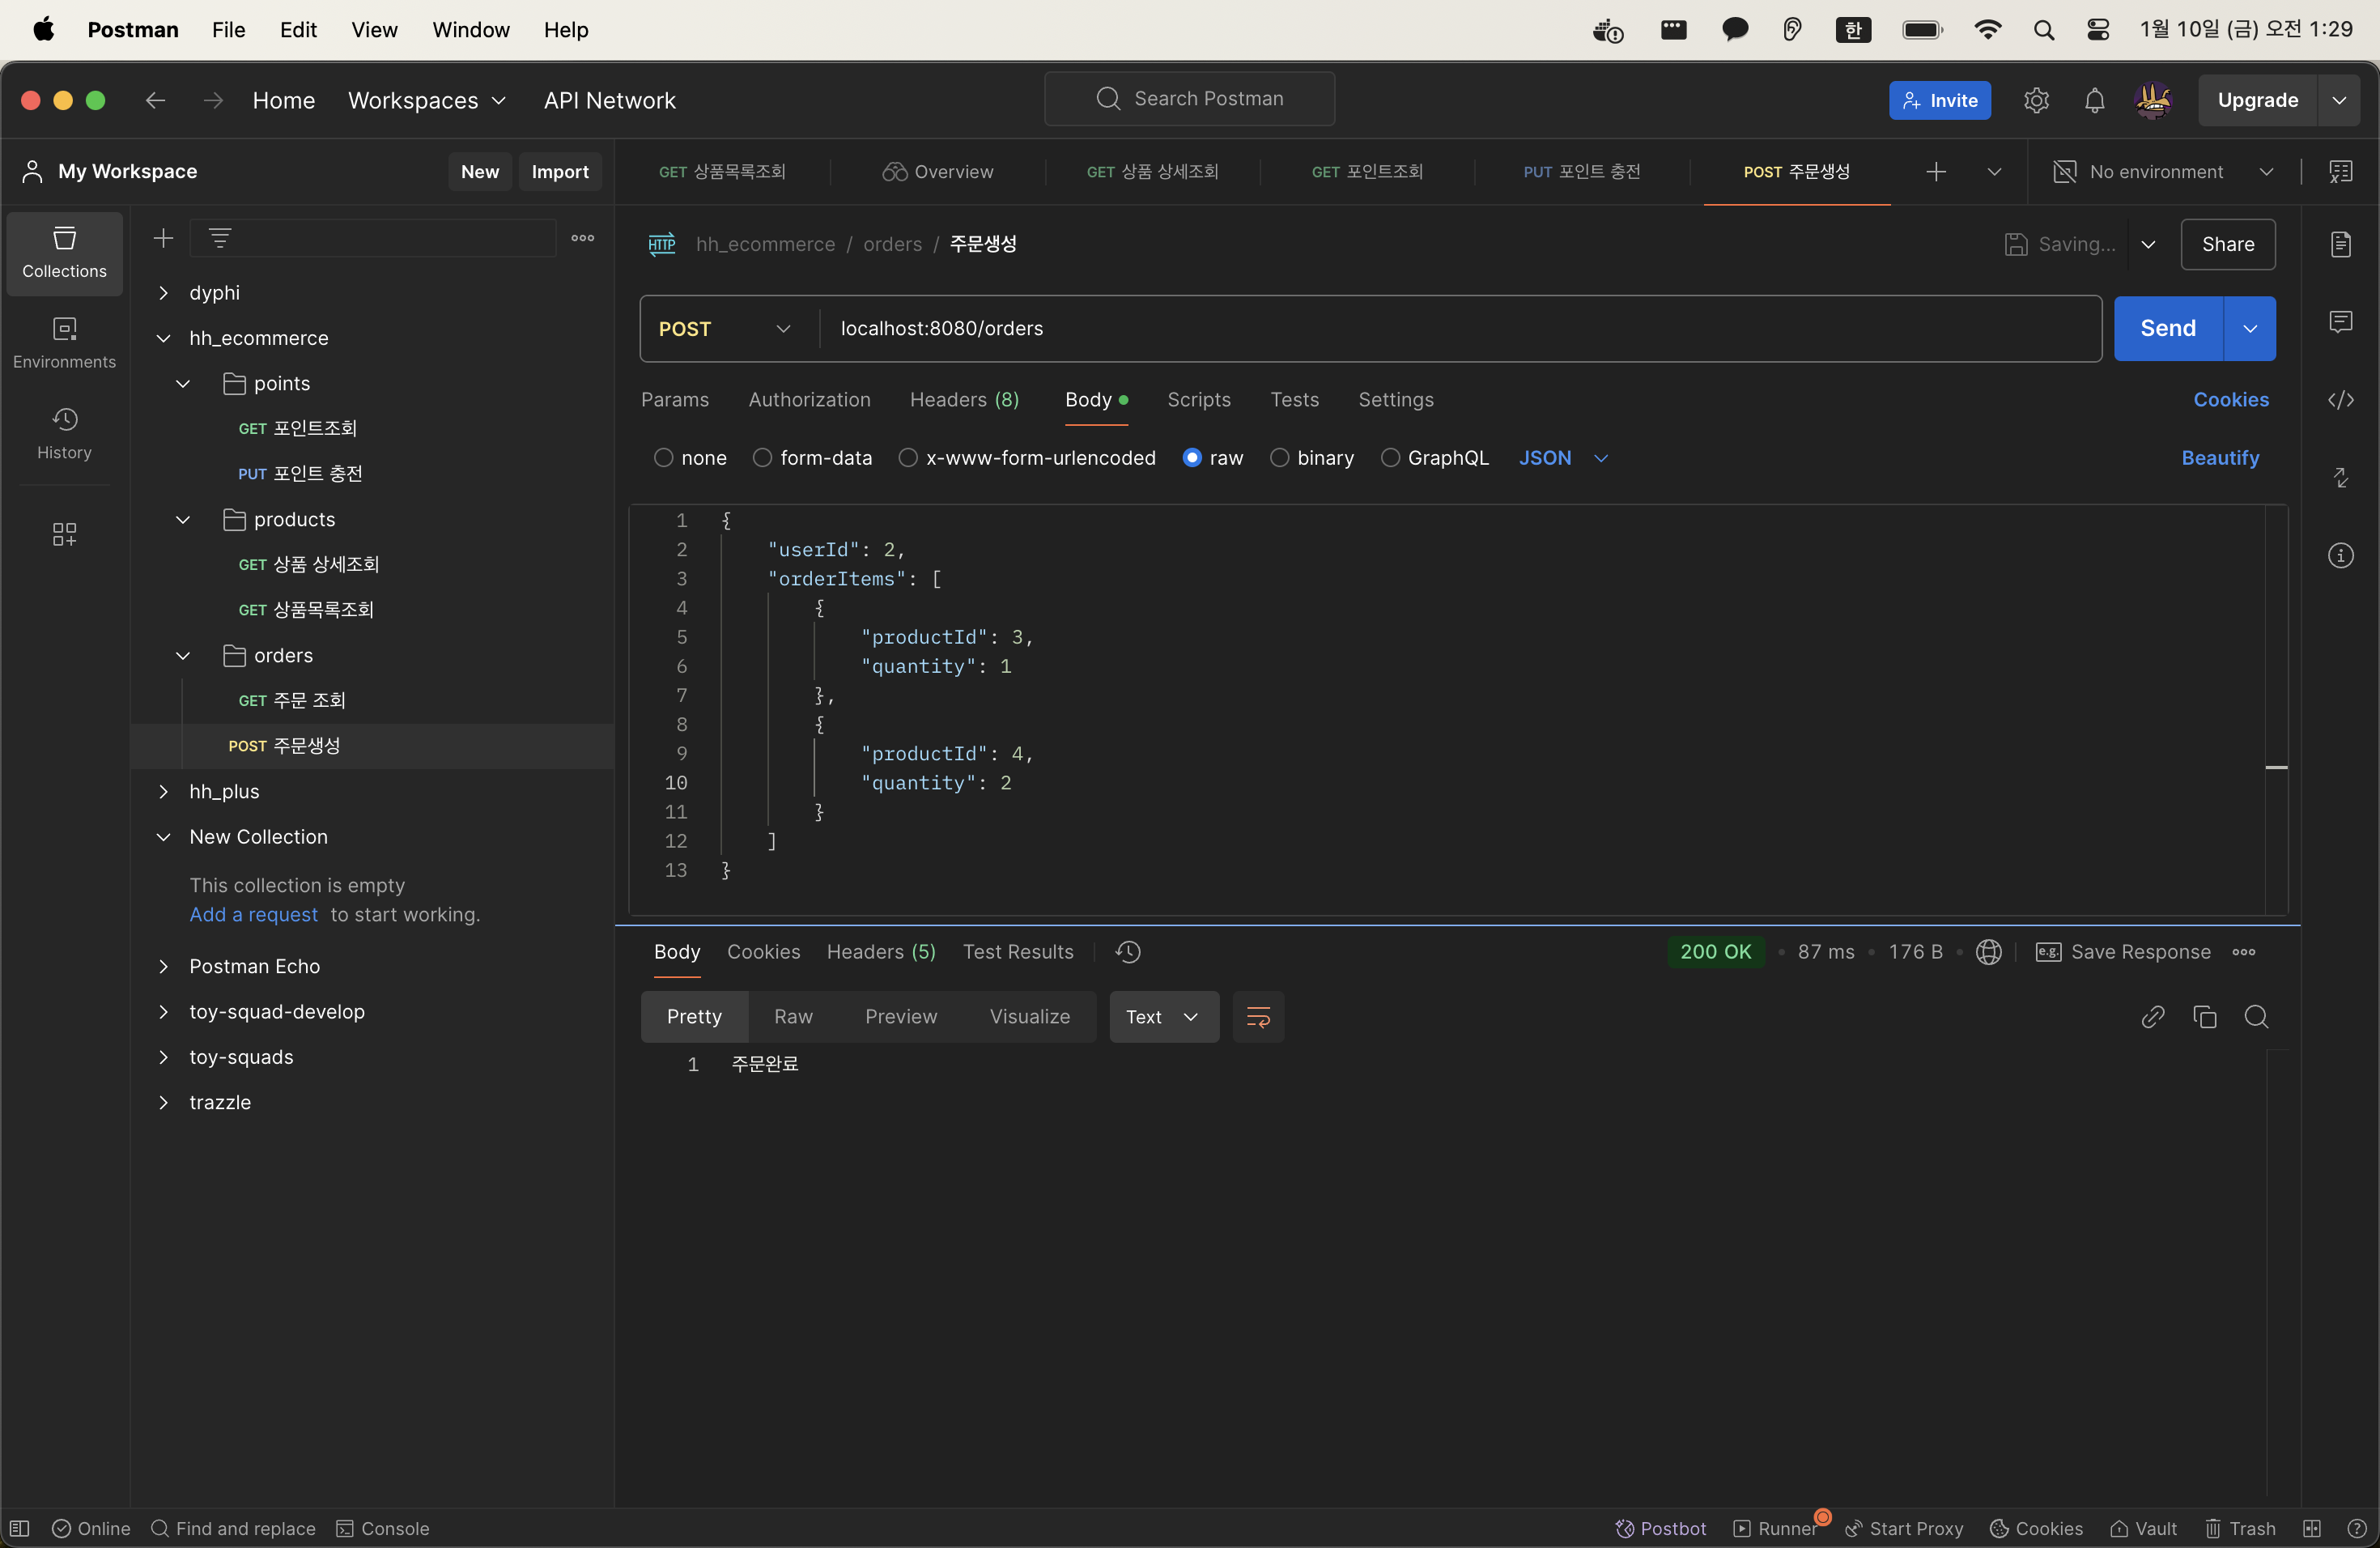 Postman File Edit View Window Help 한 1월 10일 (금) 오전 1:29
Home Workspaces API Network Search Postman Invite Upgrade
My Workspace New Import
GET 상품목록조회 Overview GET 상품 상세조회 GET 포인트조회 PUT 포인트 충전 POST 주문생성 No environment
Collections
Environments
History
dyphi
hh_ecommerce
points
GET 포인트조회
PUT 포인트 충전
products
GET 상품 상세조회
GET 상품목록조회
orders
GET 주문 조회
POST 주문생성
hh_plus
New Collection
This collection is empty
Add a request to start working.
Postman Echo
toy-squad-develop
toy-squads
trazzle
HTTP hh_ecommerce / orders / 주문생성 Saving... Share
POST localhost:8080/orders Send
Params Authorization Headers (8) Body Scripts Tests Settings Cookies
none form-data x-www-form-urlencoded raw binary GraphQL JSON Beautify
1 {
2 "userId": 2,
3 "orderItems": [
4 {
5 "productId": 3,
6 "quantity": 1
7 },
8 {
9 "productId": 4,
10 "quantity": 2
11 }
12 ]
13 }
Body Cookies Headers (5) Test Results 200 OK • 87 ms • 176 B • e.g. Save Response
Pretty Raw Preview Visualize Text
1 주문완료
Online Find and replace Console Postbot Runner Start Proxy Cookies Vault Trash